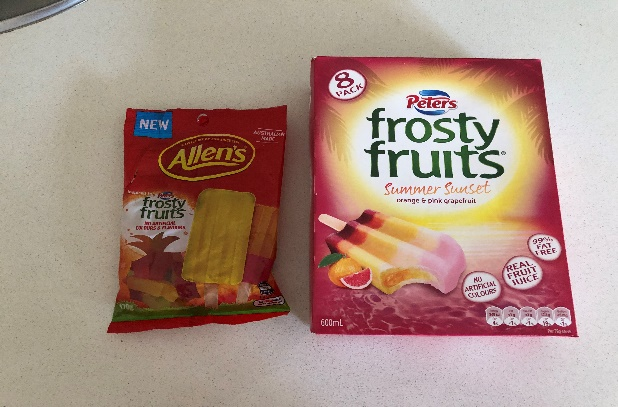 NEW
Allen's
AUSTRALIAN
MADE
Peters
frosty
fruits
NO ARTIFICIAL
COLOURS & FLAVOURS
8
PACK
Peters
frosty
fruits®
Summer Sunset
orange & pink grapefruit
99%
FAT
FREE
REAL
FRUIT
JUICE
NO
ARTIFICIAL
COLOURS
600mL